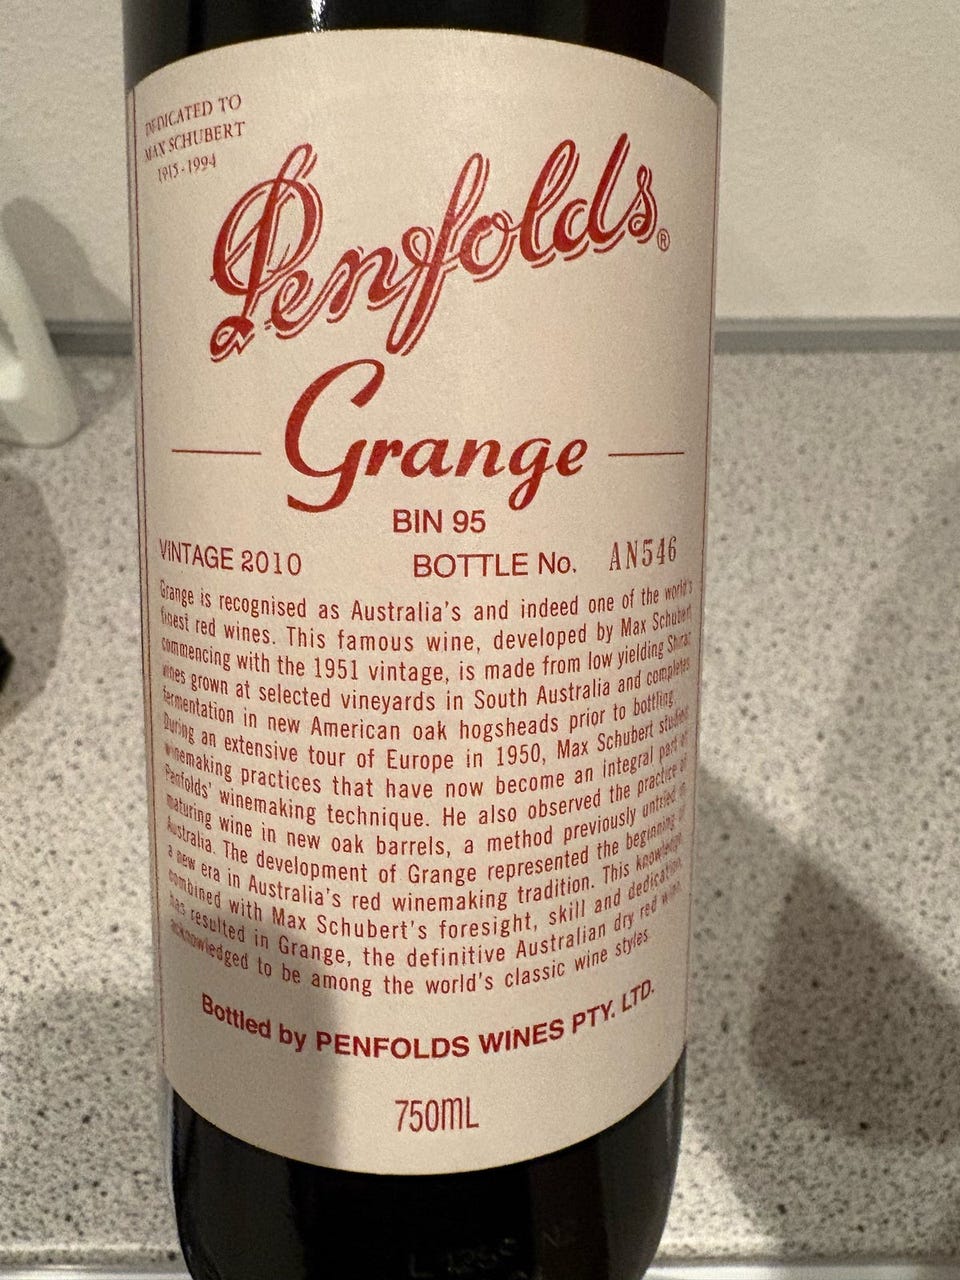 DEDICATED TO
MAX SCHUBERT
1915-1994
Penfolds®
Grange
BIN 95
VINTAGE 2010 BOTTLE No. AN546
Grange is recognised as Australia's and indeed one of the world's
finest red wines. This famous wine, developed by Max Schubert
commencing with the 1951 vintage, is made from low yielding Shiraz
vines grown at selected vineyards in South Australia and completes
fermentation in new American oak hogsheads prior to bottling.
During an extensive tour of Europe in 1950, Max Schubert studied
winemaking practices that have now become an integral part of
Penfolds' winemaking technique. He also observed the practice of
maturing wine in new oak barrels, a method previously untried in
Australia. The development of Grange represented the beginning of
a new era in Australia's red winemaking tradition. This knowledge,
combined with Max Schubert's foresight, skill and dedication,
has resulted in Grange, the definitive Australian dry red wine,
acknowledged to be among the world's classic wine styles.
Bottled by PENFOLDS WINES PTY. LTD.
750mL